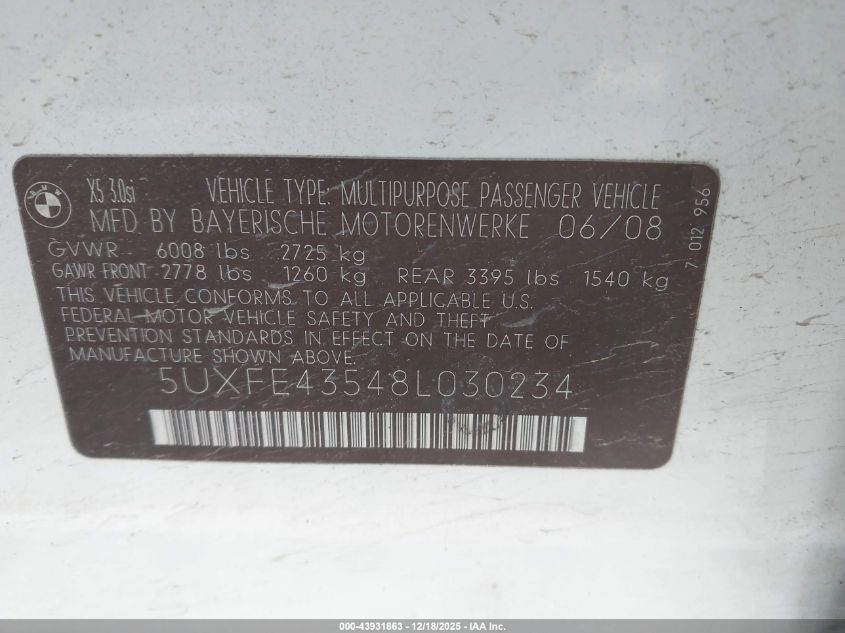 BMW
X5 3.0si
VEHICLE TYPE: MULTIPURPOSE PASSENGER VEHICLE
MFD BY BAYERISCHE MOTORENWERKE 06/08
GVWR 6008 lbs 2725 kg
GAWR FRONT 2778 lbs 1260 kg REAR 3395 lbs 1540 kg
THIS VEHICLE CONFORMS TO ALL APPLICABLE U.S.
FEDERAL MOTOR VEHICLE SAFETY AND THEFT
PREVENTION STANDARDS IN EFFECT ON THE DATE OF
MANUFACTURE SHOWN ABOVE.
5UXFE43548L030234
7 012 956
000-43931863 - 12/18/2025 - IAA Inc.